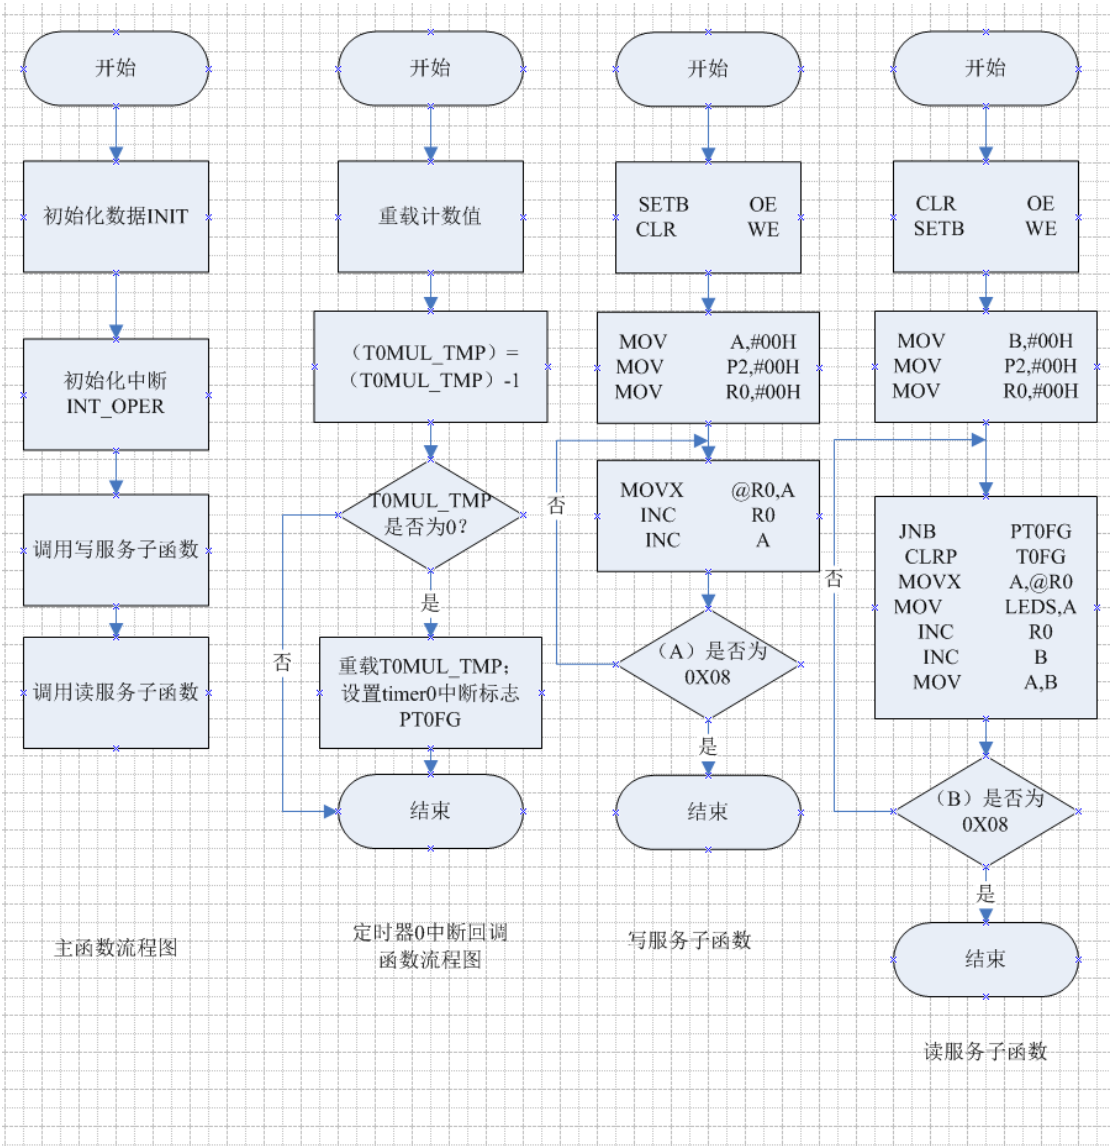 开始
初始化数据INIT
初始化中断
INT_OPER
调用写服务子函数
调用读服务子函数
主函数流程图
开始
重载计数值
（T0MUL_TMP）=
（T0MUL_TMP）-1
T0MUL_TMP
是否为0?
是
否
重载T0MUL_TMP；
设置timer0中断标志
PT0FG
结束
定时器0中断回调
函数流程图
开始
SETB OE
CLR WE
MOV A,#00H
MOV P2,#00H
MOV R0,#00H
MOVX @R0,A
INC R0
INC A
否
（A）是否为
0X08
是
结束
写服务子函数
开始
CLR OE
SETB WE
MOV B,#00H
MOV P2,#00H
MOV R0,#00H
JNB PT0FG
CLRP T0FG
MOVX A,@R0
MOV LEDS,A
INC R0
INC B
MOV A,B
否
（B）是否为
0X08
是
结束
读服务子函数